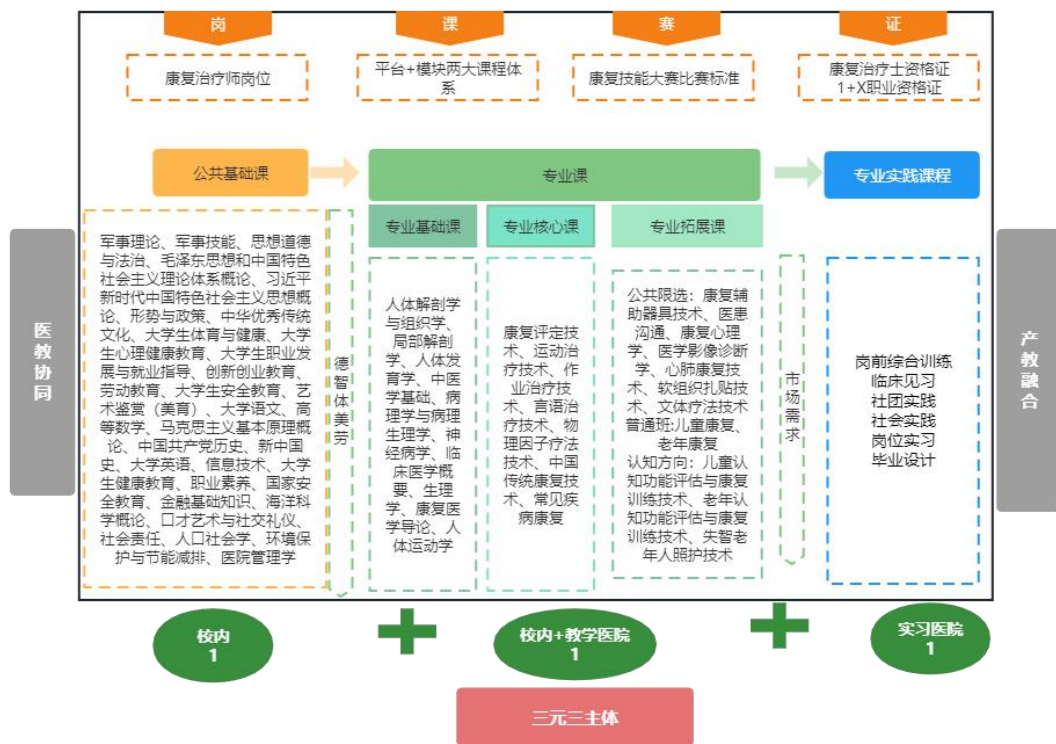 岗
课
赛
证
康复治疗师岗位
平台+模块两大课程体
系
康复技能大赛比赛标准
康复治疗士资格证
1+X职业资格证
公共基础课
专业课
专业实践课程
专业基础课
专业核心课
专业拓展课
医教协同
军事理论、军事技能、思想道德
与法治、毛泽东思想和中国特色
社会主义理论体系概论、习近平
新时代中国特色社会主义思想概
论、形势与政策、中华优秀传统
文化、大学生体育与健康、大学
生心理健康教育、大学生职业发
展与就业指导、创新创业教育、
劳动教育、大学生安全教育、艺
术鉴赏（美育）、大学语文、高
等数学、马克思主义基本原理概
论、中国共产党历史、新中国
史、大学英语、信息技术、大学
生健康教育、职业素养、国家安
全教育、金融基础知识、海洋科
学概论、口才艺术与社交礼仪、
社会责任、人口社会学、环境保
护与节能减排、医院管理学
德智体美劳
人体解剖学
与组织学、
局部解剖
学、人体发
育学、中医
学基础、病
理学与病理
生理学、神
经病学、临
床医学概
要、生理
学、康复医
学导论、人
体运动学
康复评定技
术、运动治
疗技术、作
业治疗技
术、言语治
疗技术、物
理因子疗法
技术、中国
传统康复技
术、常见疾
病康复
公共限选：康复辅
助器具技术、医患
沟通、康复心理
学、医学影像诊断
学、心肺康复技
术、软组织扎贴技
术、文体疗法技术
普通班:儿童康复、
老年康复
认知方向：儿童认
知功能评估与康复
训练技术、老年认
知功能评估与康复
训练技术、失智老
年人照护技术
市场需求
岗前综合训练
临床见习
社团实践
社会实践
岗位实习
毕业设计
产教融合
校内
1
校内+教学医院
1
实习医院
1
三元三主体